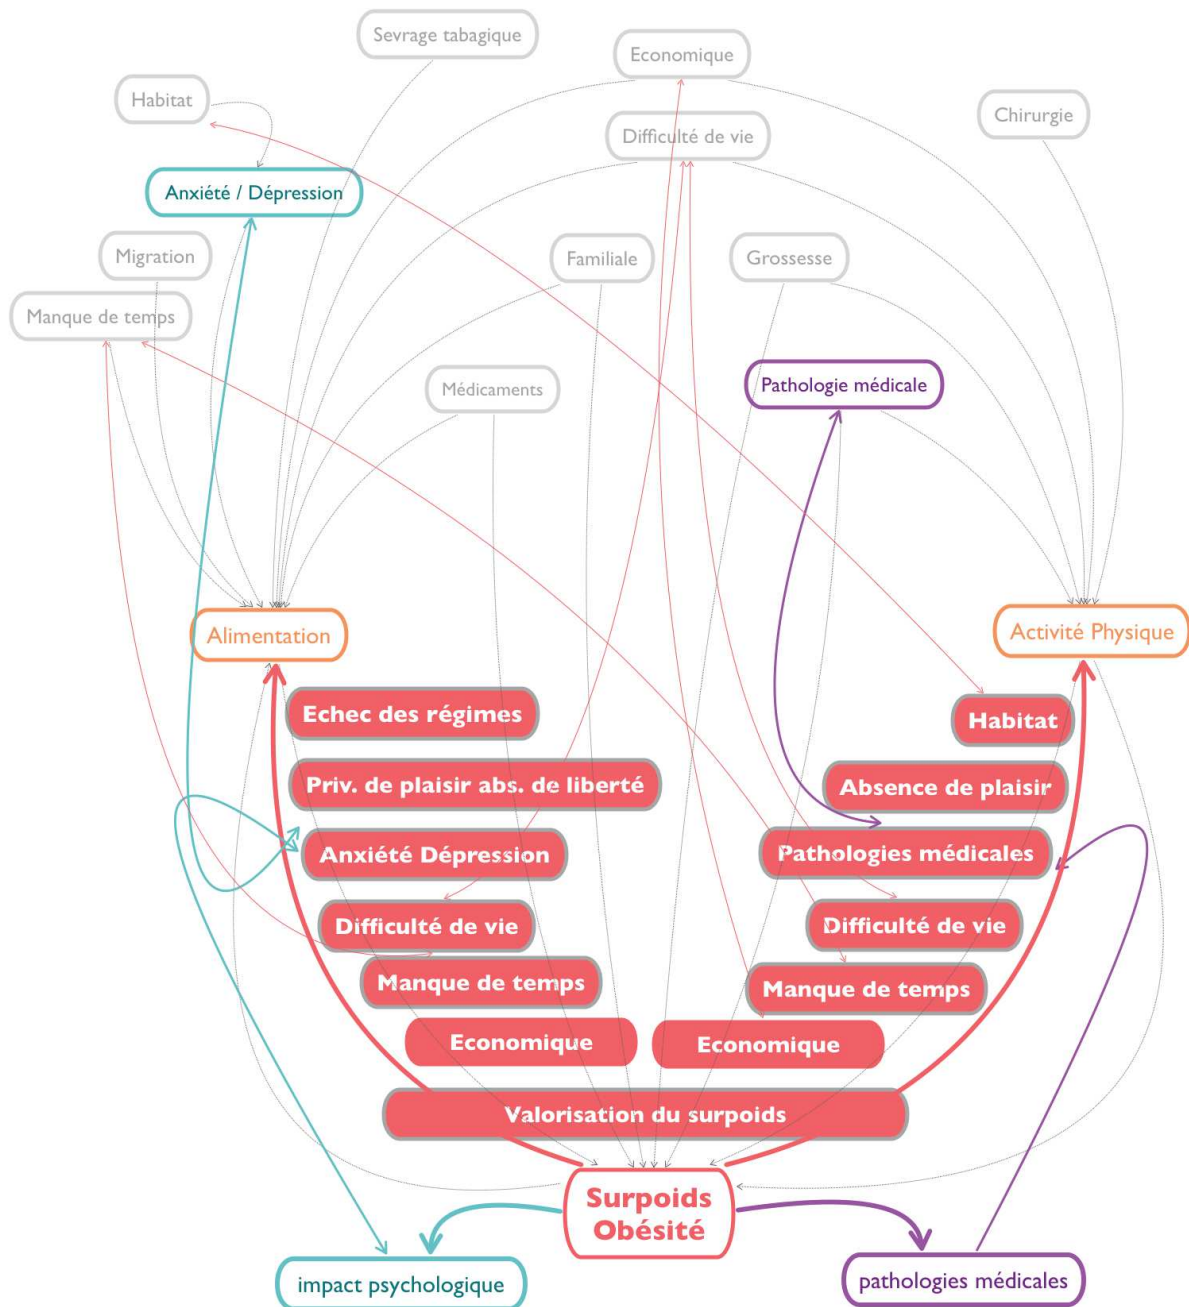 Sevrage tabagique
Economique
Habitat
Chirurgie
Difficulté de vie
Anxiété / Dépression
Migration
Familiale
Grossesse
Manque de temps
Médicaments
Pathologie médicale
Alimentation
Activité Physique
Echec des régimes
Habitat
Priv. de plaisir abs. de liberté
Absence de plaisir
Anxiété Dépression
Pathologies médicales
Difficulté de vie
Difficulté de vie
Manque de temps
Manque de temps
Economique
Economique
Valorisation du surpoids
Surpoids
Obésité
impact psychologique
pathologies médicales